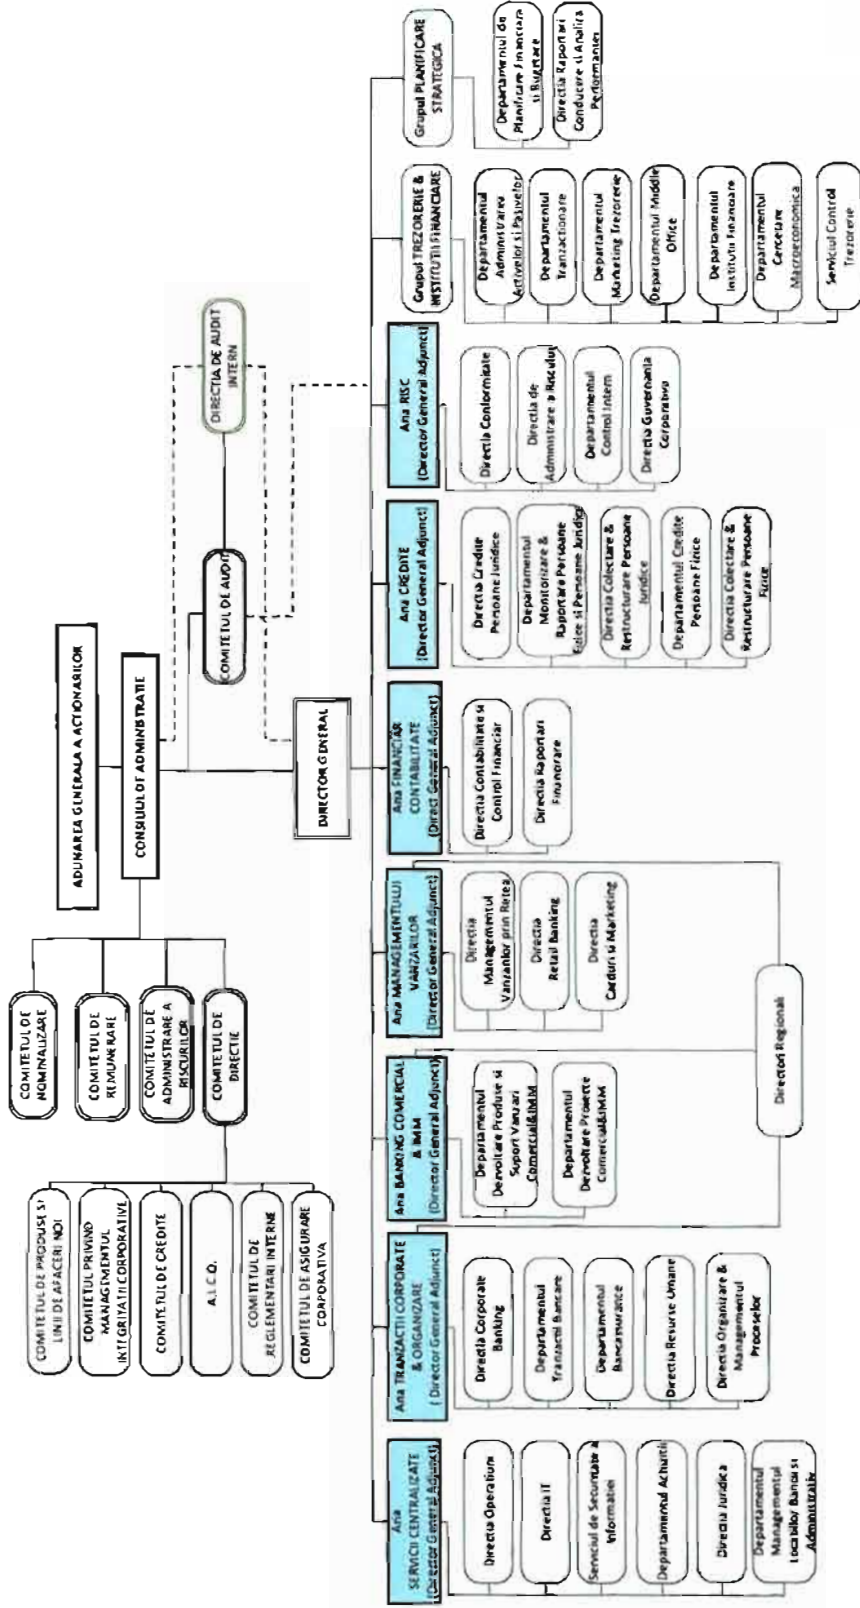 ADUNAREA GENERALA A ACTIONARILOR
CONSILIUL DE ADMINISTRATIE
COMITETUL DE
NOMINALIZARE
COMITETUL DE
REMUNERARE
COMITETUL DE
ADMINISTRARE A
RISCURILOR
COMITETUL DE
DIRECTIE
COMITETUL DE PRODUSE SI
LINII DE AFACERI NOI
COMITETUL PRIVIND
MANAGEMENTUL
INTEGRITATII CORPORATIVE
COMITETUL DE CREDITE
A.L.C.O.
COMITETUL DE
REGLEMENTARI INTERNE
COMITETUL DE ASIGURARE
CORPORATIVA
COMITETUL DE AUDIT
DIRECTIA DE AUDIT
INTERN
DIRECTOR GENERAL
Aria
SERVICII CENTRALIZATE
(Director General Adjunct)
Directia Operatiuni
Directia IT
Serviciul de Securitate a
Informatiei
Departamentul Achizitii
Directia Juridica
Departamentul
Managementul
Locatiilor Bancii si
Administrativ
Aria TRANZACTII CORPORATE
& ORGANIZARE
( Director General Adjunct)
Directia Corporate
Banking
Departamentul
Tranzactii Bancare
Departamentul
Bancassurance
Directia Resurse Umane
Directia Organizare &
Managementul
Proceselor
Aria BANKING COMERCIAL
& IMM
(Director General Adjunct)
Departamentul
Dezvoltare Produse si
Suport Vanzari
Comercial&IMM
Departamentul
Dezvoltare Proiecte
Comercial&IMM
Aria MANAGEMENTULUI
VANZARILOR
(Director General Adjunct)
Directia
Managementul
Vanzarilor prin Retea
Directia
Retail Banking
Directia
Carduri si Marketing
Directori Regionali
Aria FINANCIAR
CONTABILITATE
(Direct General Adjunct)
Directia Contabilitate si
Control Financiar
Directia Raportari
Financiare
Aria CREDITE
(Director General Adjunct)
Directia Credite
Persoane Juridice
Departamentul
Monitorizare &
Raportare Persoane
Fizice si Persoane Juridice
Directia Colectare &
Restructurare Persoane
Juridice
Departamentul Credite
Persoane Fizice
Directia Colectare &
Restructurare Persoane
Fizice
Aria RISC
(Director General Adjunct)
Directia Conformitate
Directia de
Administrare a Riscului
Departamentul
Control Intern
Directia Guvernanta
Corporativa
Grupul TREZORERIE &
INSTITUTII FINANCIARE
Departamentul
Administrarea
Activelor si Pasivelor
Departamentul
Tranzactionare
Departamentul
Marketing Trezorerie
Departamentul Middle
Office
Departamentul
Institutii Financiare
Departamentul
Cercetare
Macroeconomica
Serviciul Control
Trezorerie
Grupul PLANIFICARE
STRATEGICA
Departamentul de
Planificare Financiara
si Bugetare
Directia Raportari
Conducere si Analiza
Performantei